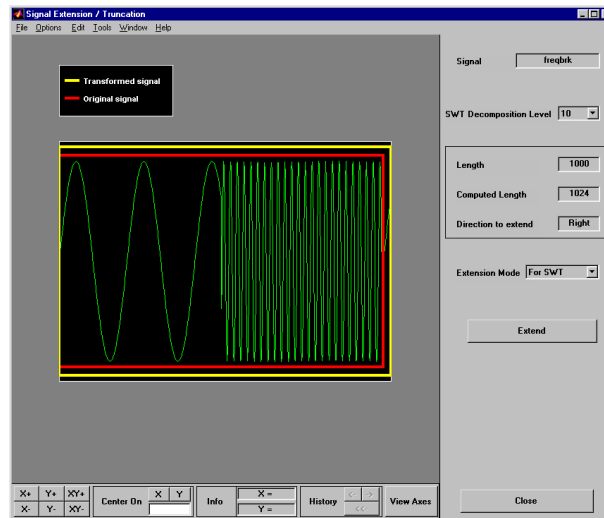 Signal Extension / Truncation
File Options Edit Tools Window Help
Transformed signal
Original signal
Signal freqbrk
SWT Decomposition Level 10
Length 1000
Computed Length 1024
Direction to extend Right
Extension Mode For SWT
Extend
X+ Y+ XY+
X- Y- XY-
Center On X Y
Info X =
Y =
History <- ->
<<-
View Axes
Close